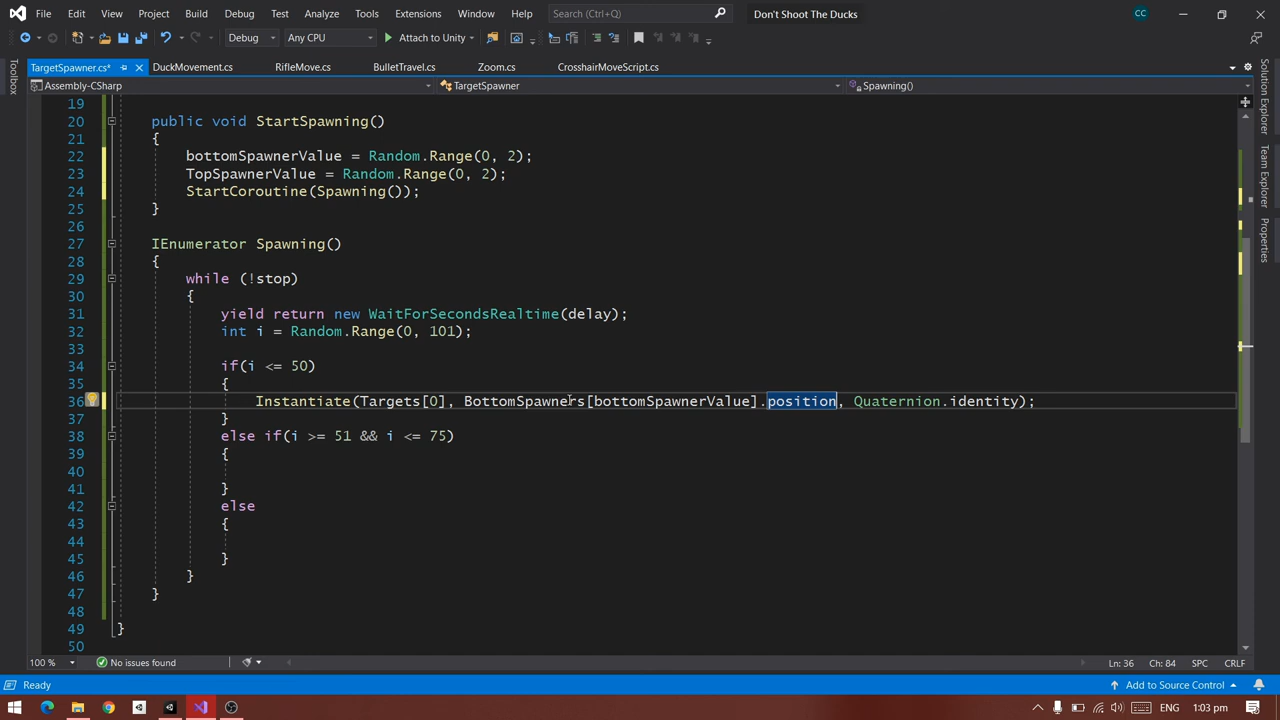 File Edit View Project Build Debug Test Analyze Tools Extensions Window Help Search (Ctrl+Q) Don't Shoot The Ducks CC
Debug Any CPU Attach to Unity
TargetSpawner.cs* DuckMovement.cs RifleMove.cs BulletTravel.cs Zoom.cs CrosshairMoveScript.cs
Assembly-CSharp TargetSpawner Spawning()
Toolbox
Solution Explorer
Team Explorer
Properties
19
20 public void StartSpawning()
21 {
22 bottomSpawnerValue = Random.Range(0, 2);
23 TopSpawnerValue = Random.Range(0, 2);
24 StartCoroutine(Spawning());
25 }
26
27 IEnumerator Spawning()
28 {
29 while (!stop)
30 {
31 yield return new WaitForSecondsRealtime(delay);
32 int i = Random.Range(0, 101);
33
34 if(i <= 50)
35 {
36 Instantiate(Targets[0], BottomSpawners[bottomSpawnerValue].position, Quaternion.identity);
37 }
38 else if(i >= 51 && i <= 75)
39 {
40
41 }
42 else
43 {
44
45 }
46 }
47 }
48
49 }
50
100 % No issues found Ln: 36 Ch: 84 SPC CRLF
Ready Add to Source Control
ENG 1:03 pm